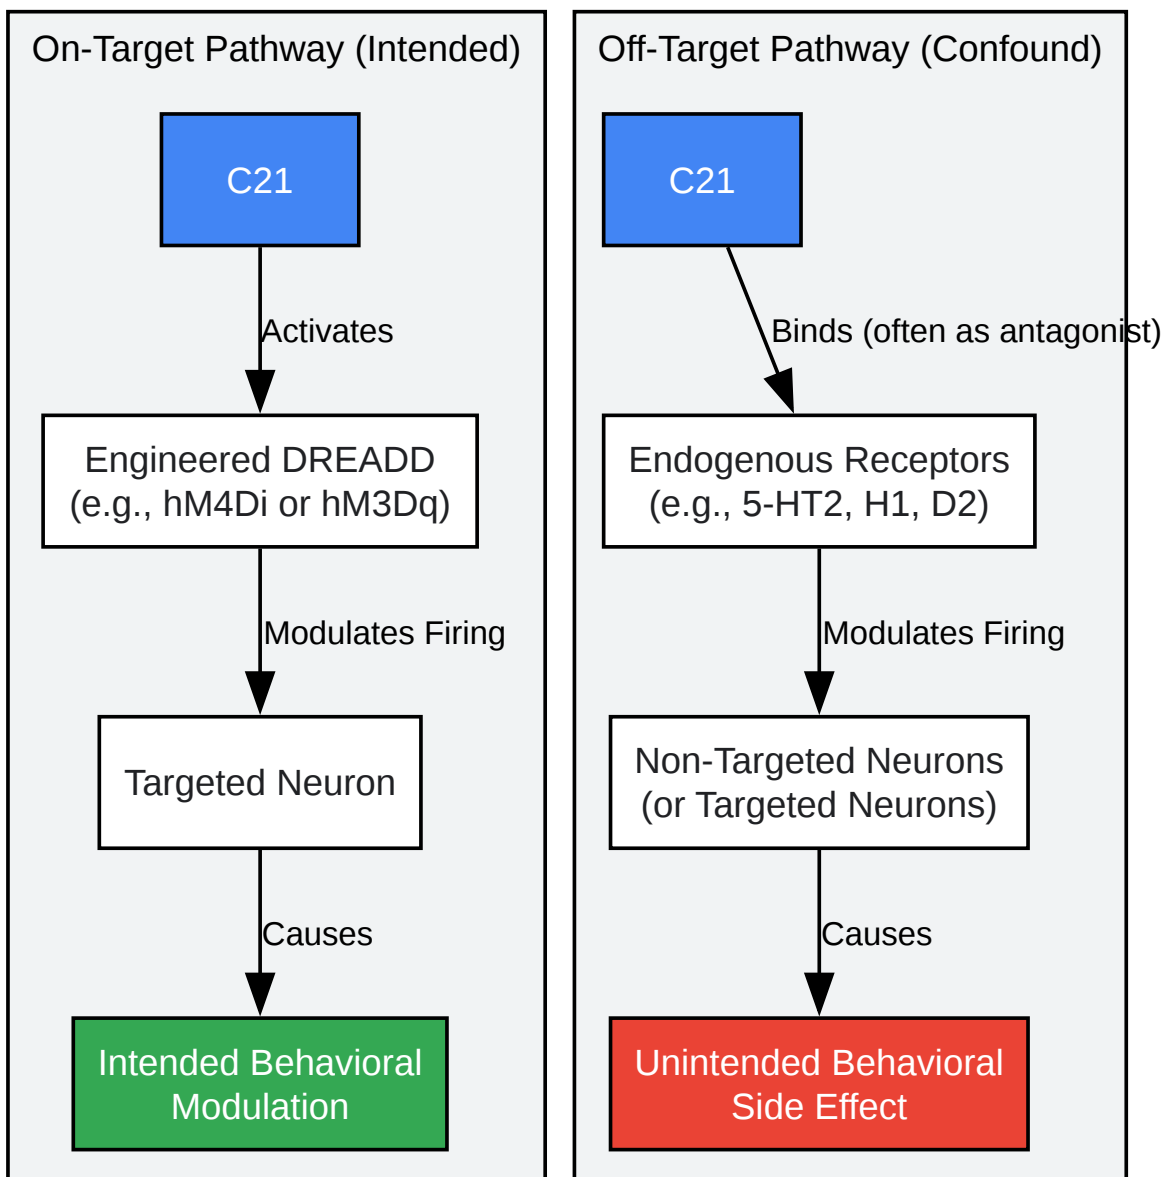 On-Target Pathway (Intended)
C21
Activates
Engineered DREADD
(e.g., hM4Di or hM3Dq)
Modulates Firing
Targeted Neuron
Causes
Intended Behavioral
Modulation
Off-Target Pathway (Confound)
C21
Binds (often as antagonist)
Endogenous Receptors
(e.g., 5-HT2, H1, D2)
Modulates Firing
Non-Targeted Neurons
(or Targeted Neurons)
Causes
Unintended Behavioral
Side Effect